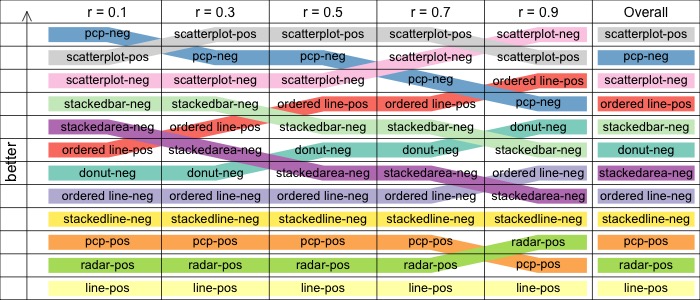 r = 0.1 r = 0.3 r = 0.5 r = 0.7 r = 0.9 Overall
pcp-neg scatterplot-pos scatterplot-pos scatterplot-pos scatterplot-neg scatterplot-pos
scatterplot-pos pcp-neg pcp-neg scatterplot-neg scatterplot-pos pcp-neg
scatterplot-neg scatterplot-neg scatterplot-neg pcp-neg ordered line-pos scatterplot-neg
stackedbar-neg stackedbar-neg ordered line-pos ordered line-pos pcp-neg ordered line-pos
stackedarea-neg ordered line-pos stackedbar-neg stackedbar-neg donut-neg stackedbar-neg
ordered line-pos stackedarea-neg donut-neg donut-neg stackedbar-neg donut-neg
donut-neg donut-neg stackedarea-neg stackedarea-neg ordered line-neg stackedarea-neg
ordered line-neg ordered line-neg ordered line-neg ordered line-neg stackedarea-neg ordered line-neg
stackedline-neg stackedline-neg stackedline-neg stackedline-neg stackedline-neg stackedline-neg
pcp-pos pcp-pos pcp-pos pcp-pos radar-pos pcp-pos
radar-pos radar-pos radar-pos radar-pos pcp-pos radar-pos
line-pos line-pos line-pos line-pos line-pos line-pos
better